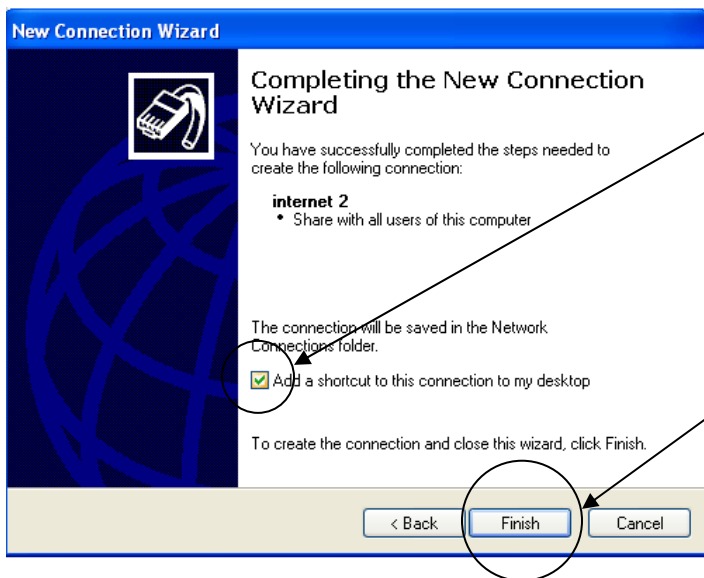 New Connection Wizard
Completing the New Connection
Wizard
You have successfully completed the steps needed to
create the following connection:
internet 2
• Share with all users of this computer
The connection will be saved in the Network
Connections folder.
Add a shortcut to this connection to my desktop
To create the connection and close this wizard, click Finish.
< Back Finish Cancel